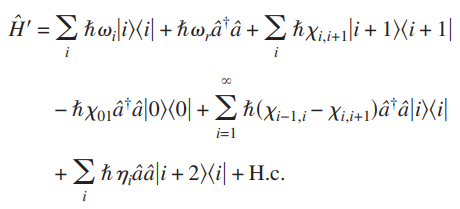 Ĥ′ = ∑_i ħω_i|i⟩⟨i| + ħω_r â†â + ∑_i ħχ_{i,i+1}|i + 1⟩⟨i + 1|
− ħχ_{01}â†â|0⟩⟨0| + ∑_{i=1}^{∞} ħ(χ_{i−1,i} − χ_{i,i+1})â†â|i⟩⟨i|
+ ∑_i ħη_i ââ|i + 2⟩⟨i| + H.c.